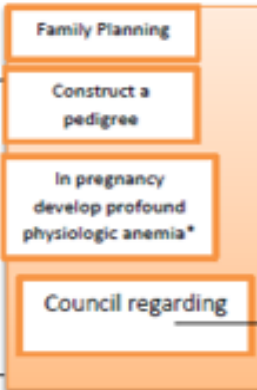 Family Planning
Construct a
pedigree
In pregnancy
develop profound
physiologic anemia*
Council regarding